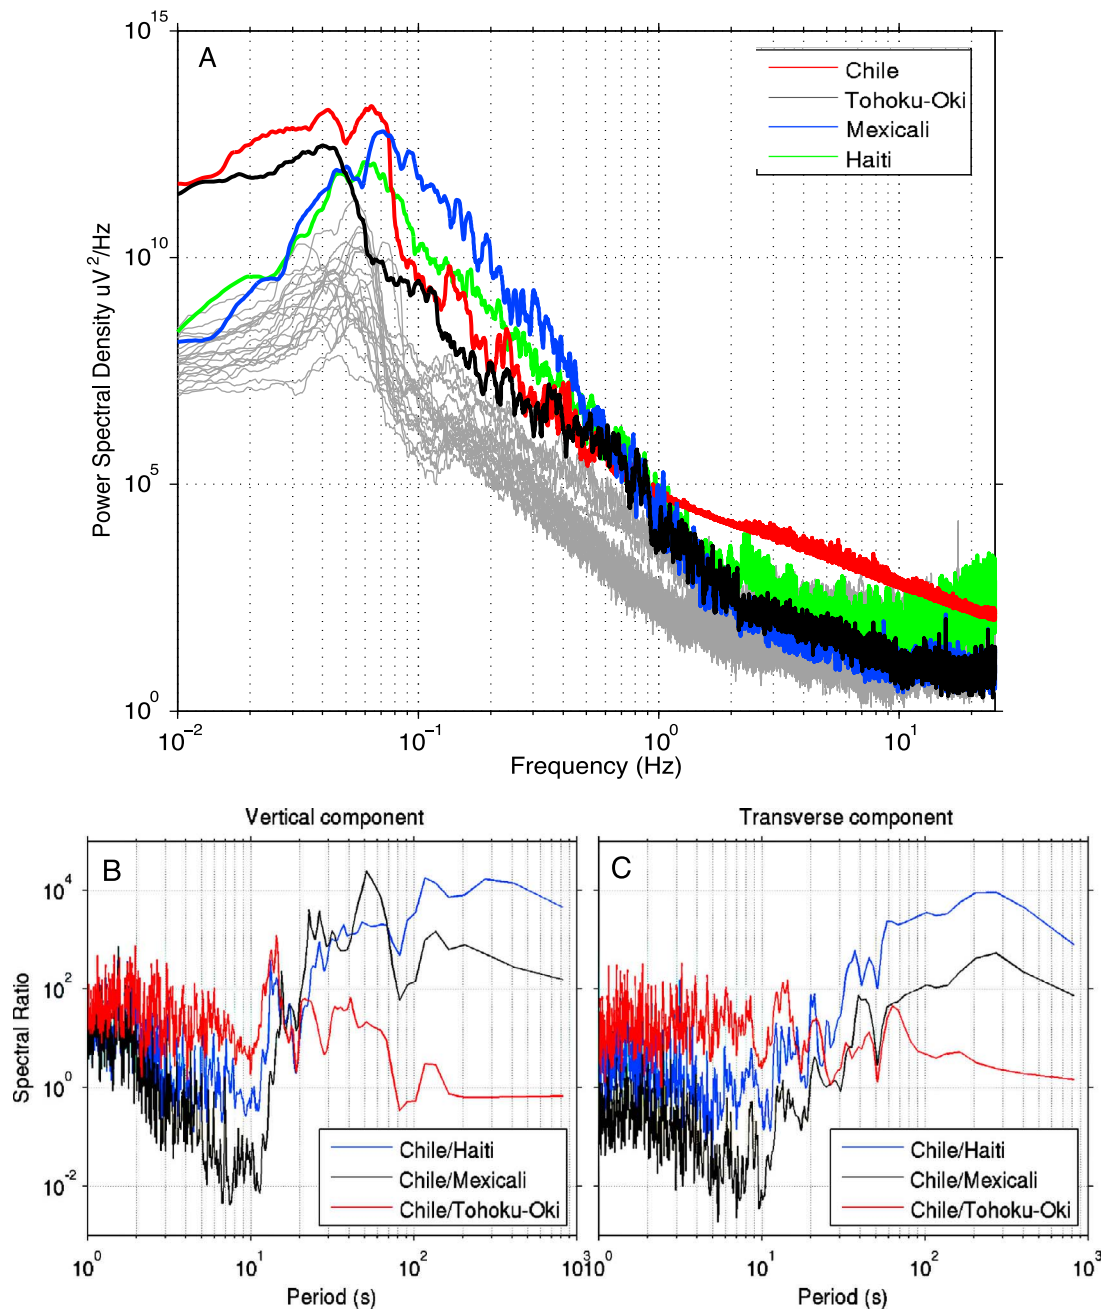 A
Chile
Tohoku-Oki
Mexicali
Haiti
10^15
10^10
10^5
10^0
Power Spectral Density uV^2/Hz
10^-2
10^-1
10^0
10^1
Frequency (Hz)
Vertical component
Transverse component
B
C
10^4
10^2
10^0
10^-2
Spectral Ratio
Chile/Haiti
Chile/Mexicali
Chile/Tohoku-Oki
Chile/Haiti
Chile/Mexicali
Chile/Tohoku-Oki
10^0
10^1
10^2
10^3
10^0
10^1
10^2
10^3
Period (s)
Period (s)